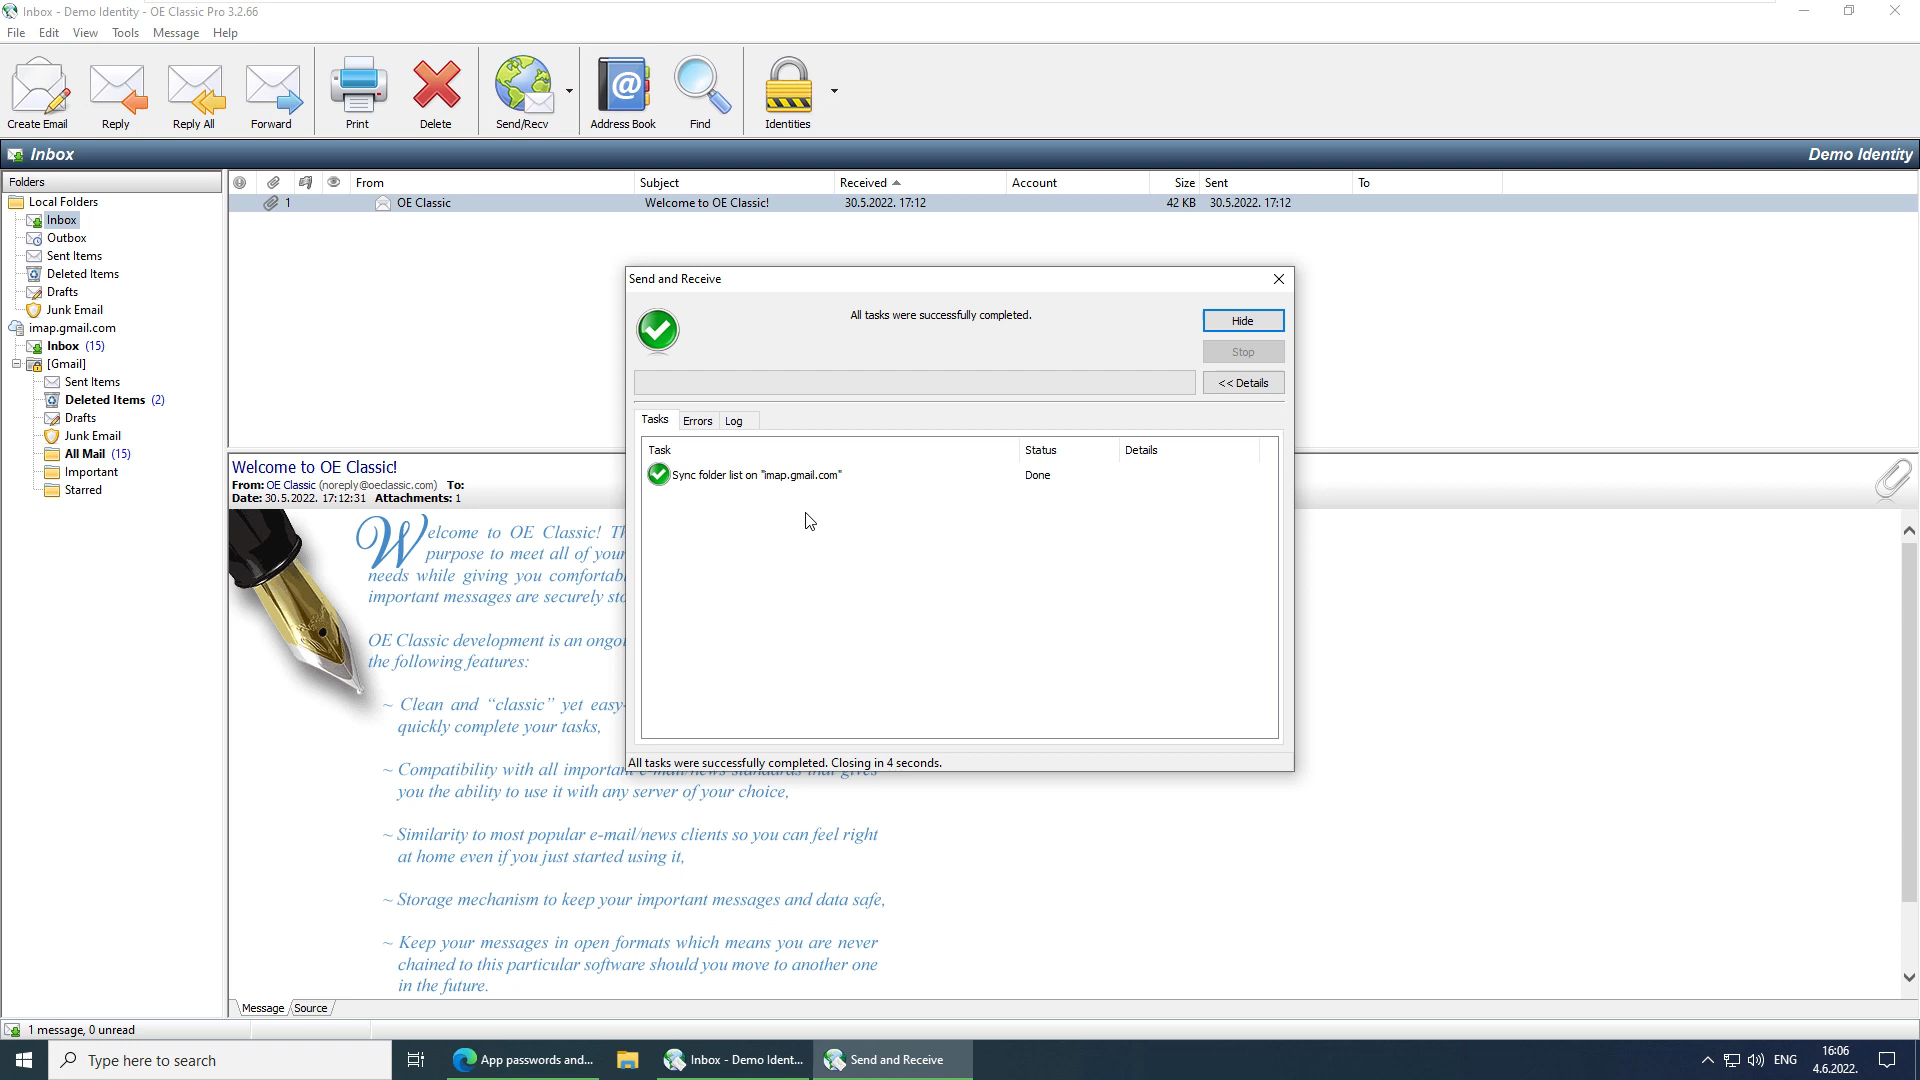 Inbox - Demo Identity - OE Classic Pro 3.2.66
File Edit View Tools Message Help
Create Email Reply Reply All Forward Print Delete Send/Recv Address Book Find Identities
Inbox Demo Identity
Folders
Local Folders
Inbox
Outbox
Sent Items
Deleted Items
Drafts
Junk Email
imap.gmail.com
Inbox (15)
[Gmail]
Sent Items
Deleted Items (2)
Drafts
Junk Email
All Mail (15)
Important
Starred
From Subject Received Account Size Sent To
1 OE Classic Welcome to OE Classic! 30.5.2022. 17:12 42 KB 30.5.2022. 17:12
Send and Receive
All tasks were successfully completed.
Hide
Stop
<< Details
Tasks Errors Log
Task Status Details
Sync folder list on "imap.gmail.com" Done
All tasks were successfully completed. Closing in 4 seconds.
Welcome to OE Classic!
From: OE Classic (noreply@oeclassic.com) To:
Date: 30.5.2022. 17:12:31 Attachments: 1
Welcome to OE Classic!
purpose to meet all of your
needs while giving you
important messages are securely
OE Classic development is an
the following features:
~ Clean and “classic” yet easy-
quickly complete your tasks,
~ Compatibility with all important e-mail/news standards that gives
you the ability to use it with any server of your choice,
~ Similarity to most popular e-mail/news clients so you can feel right
at home even if you just started using it,
~ Storage mechanism to keep your important messages and data safe,
~ Keep your messages in open formats which means you are never
chained to this particular software should you move to another one
in the future.
Message Source
1 message, 0 unread
Type here to search
App passwords and...
Inbox - Demo Ident...
Send and Receive
ENG
16:06
4.6.2022.